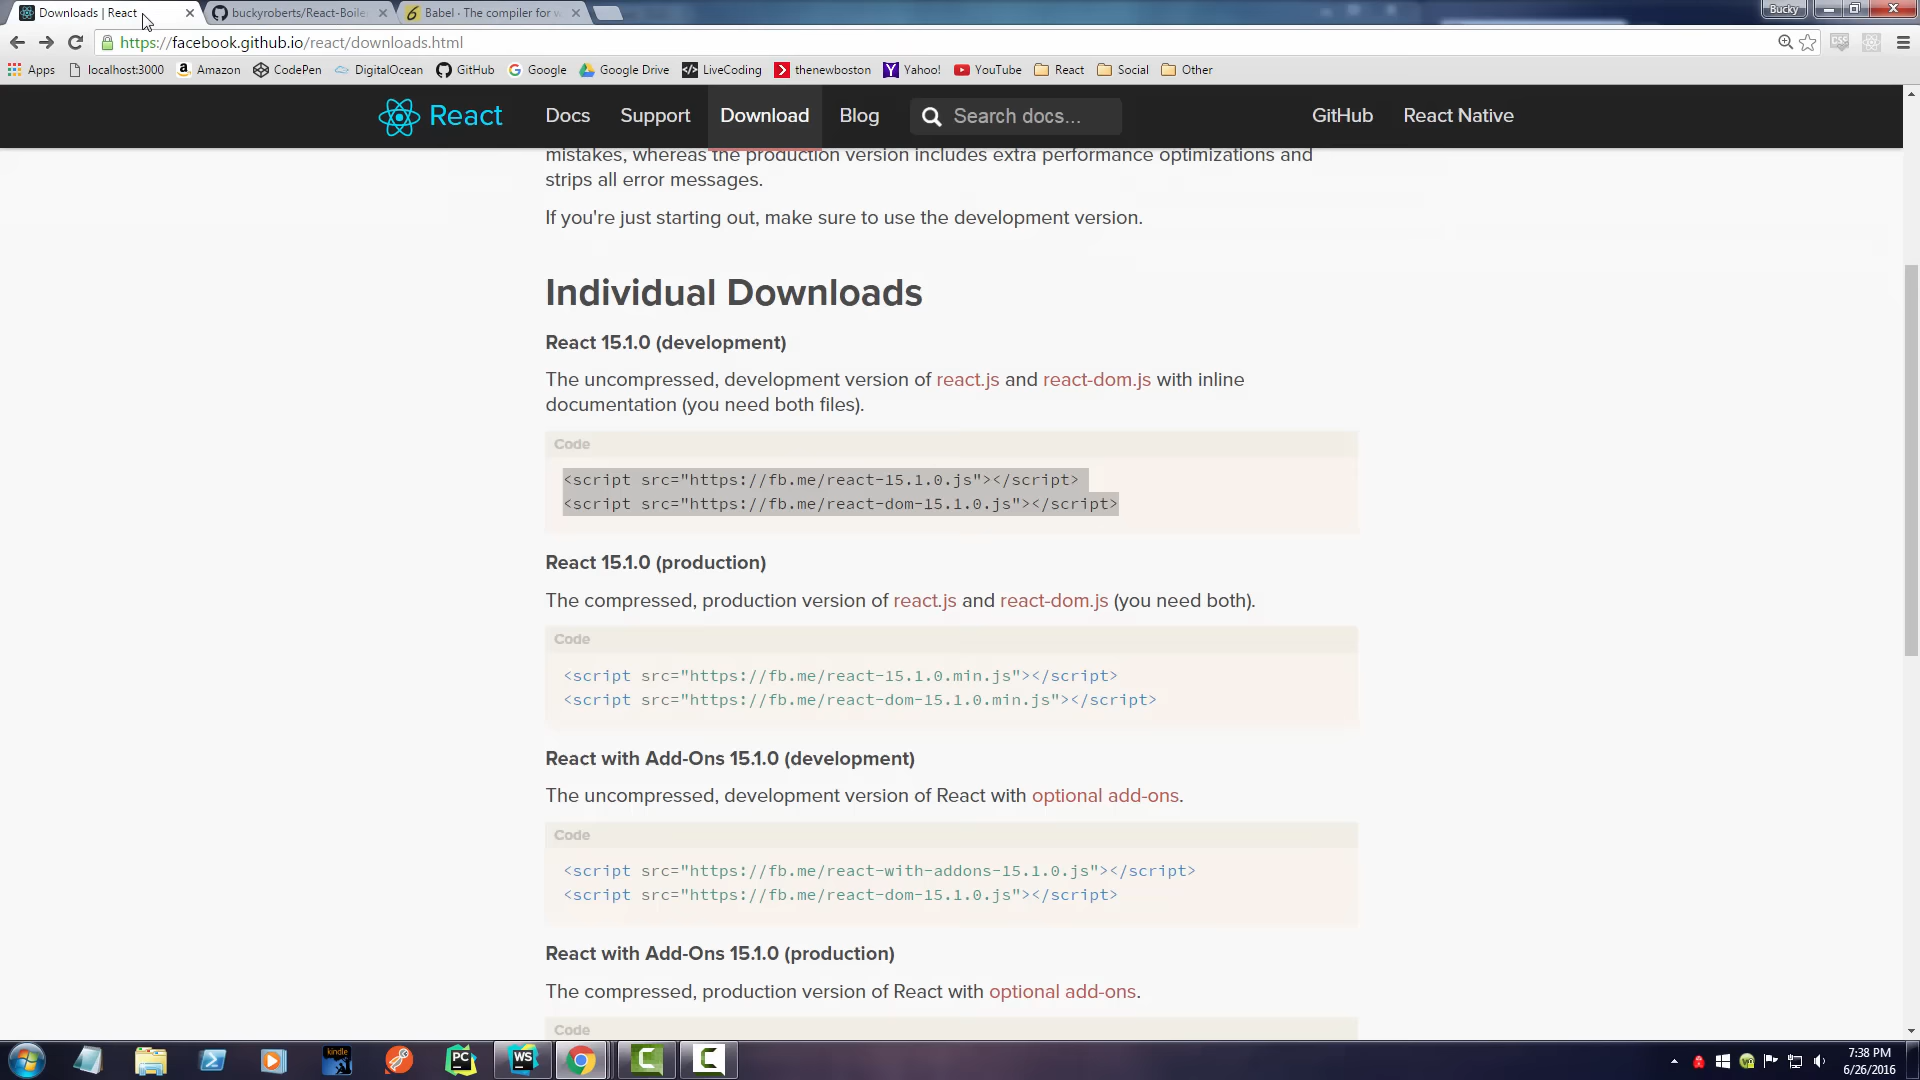 Downloads | React
buckyroberts/React-Boile
Babel · The compiler for w
Bucky
https://facebook.github.io/react/downloads.html
Apps
localhost:3000
Amazon
CodePen
DigitalOcean
GitHub
Google
Google Drive
LiveCoding
thenewboston
Yahoo!
YouTube
React
Social
Other
React
Docs
Support
Download
Blog
Search docs...
GitHub
React Native
mistakes, whereas the production version includes extra performance optimizations and
strips all error messages.
If you're just starting out, make sure to use the development version.
Individual Downloads
React 15.1.0 (development)
The uncompressed, development version of react.js and react-dom.js with inline
documentation (you need both files).
Code
<script src="https://fb.me/react-15.1.0.js"></script>
<script src="https://fb.me/react-dom-15.1.0.js"></script>
React 15.1.0 (production)
The compressed, production version of react.js and react-dom.js (you need both).
Code
<script src="https://fb.me/react-15.1.0.min.js"></script>
<script src="https://fb.me/react-dom-15.1.0.min.js"></script>
React with Add-Ons 15.1.0 (development)
The uncompressed, development version of React with optional add-ons.
Code
<script src="https://fb.me/react-with-addons-15.1.0.js"></script>
<script src="https://fb.me/react-dom-15.1.0.js"></script>
React with Add-Ons 15.1.0 (production)
The compressed, production version of React with optional add-ons.
Code
kindle
PC
WS
7:38 PM
6/26/2016